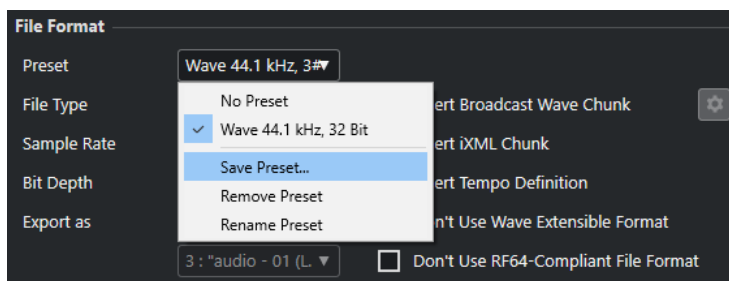 File Format
Preset
Wave 44.1 kHz, 3
File Type
No Preset
ert Broadcast Wave Chunk
Sample Rate
Wave 44.1 kHz, 32 Bit
ert iXML Chunk
Bit Depth
Save Preset...
ert Tempo Definition
Remove Preset
Export as
Rename Preset
n't Use Wave Extensible Format
3 : "audio - 01 (L.
Don't Use RF64-Compliant File Format